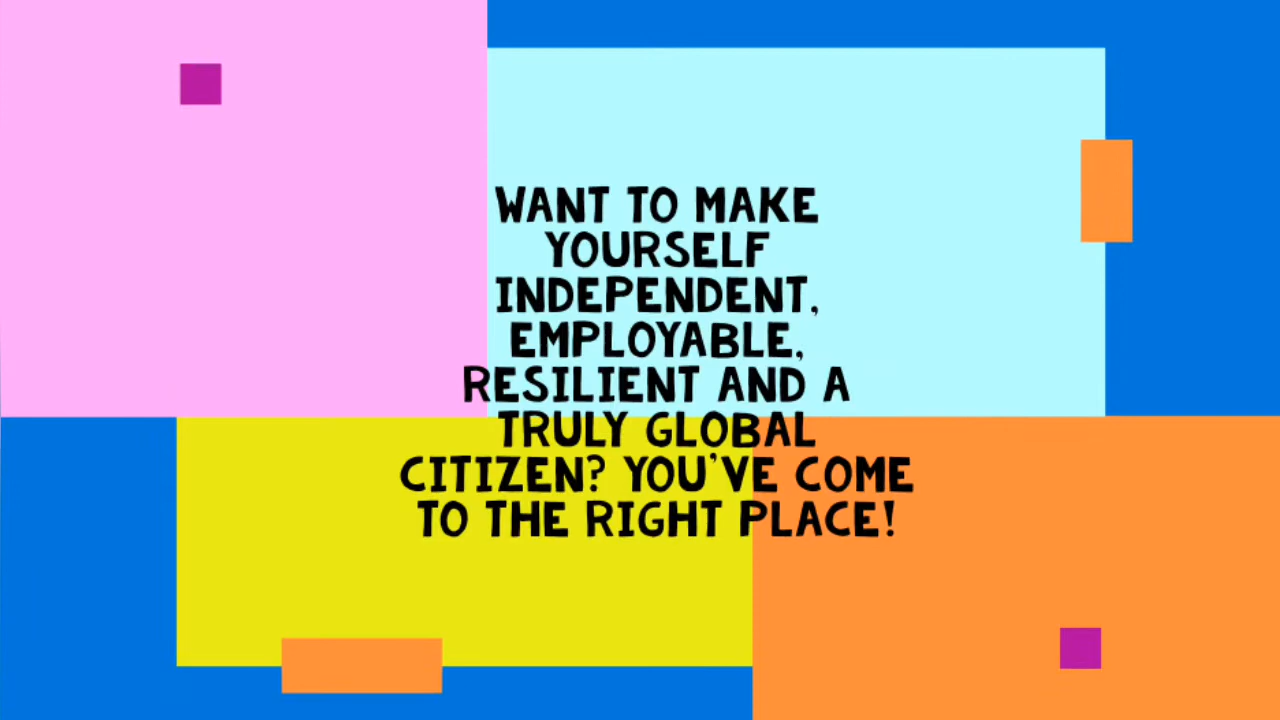 WANT TO MAKE
YOURSELF
INDEPENDENT,
EMPLOYABLE,
RESILIENT AND A
TRULY GLOBAL
CITIZEN? YOU'VE COME
TO THE RIGHT PLACE!